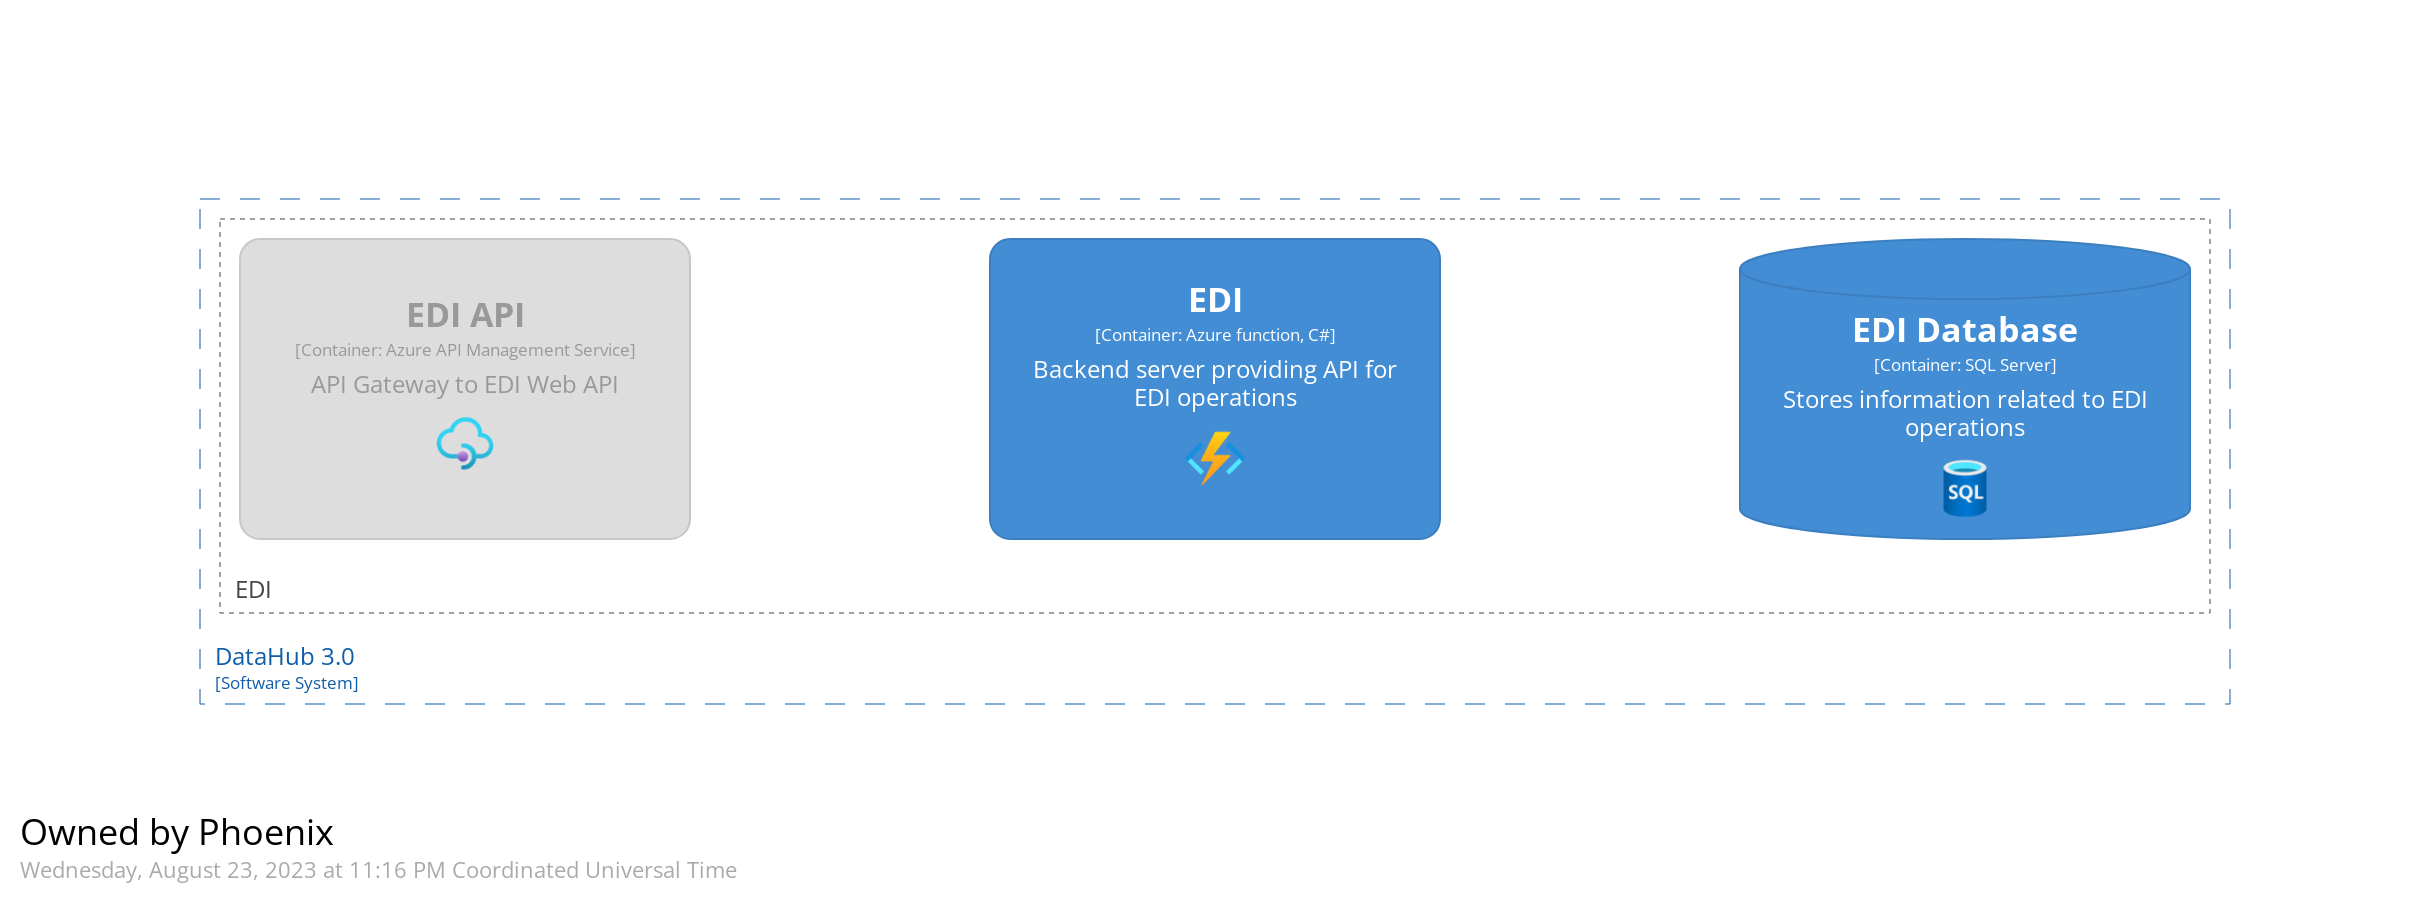 EDI API
[Container: Azure API Management Service]
API Gateway to EDI Web API
EDI
[Container: Azure function, C#]
Backend server providing API for
EDI operations
EDI Database
[Container: SQL Server]
Stores information related to EDI
operations
SQL
EDI
DataHub 3.0
[Software System]
Owned by Phoenix
Wednesday, August 23, 2023 at 11:16 PM Coordinated Universal Time